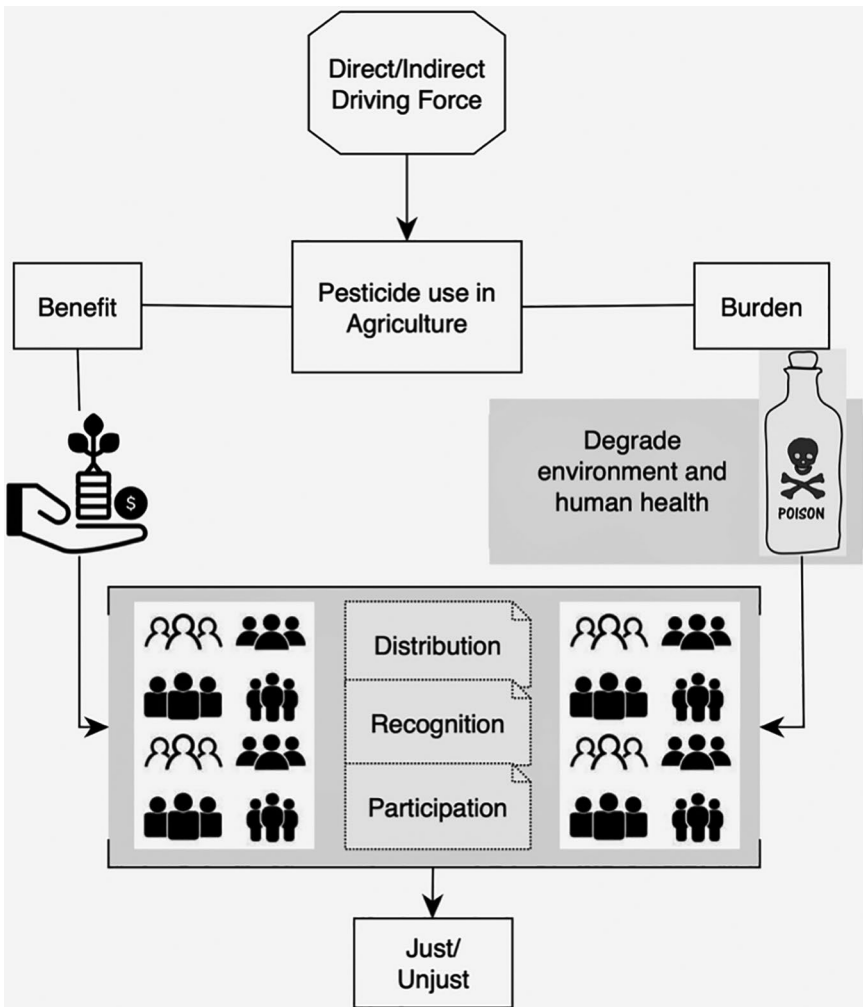 Direct/Indirect
Driving Force
Pesticide use in
Agriculture
Benefit
Burden
Degrade
environment and
human health
POISON
$
Distribution
Recognition
Participation
Just/
Unjust